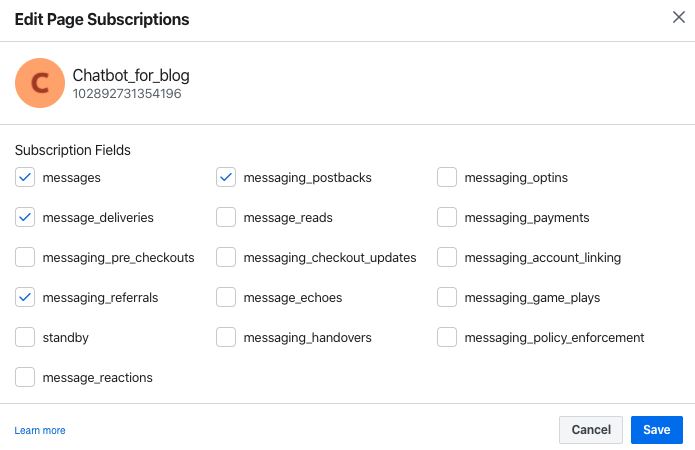 Edit Page Subscriptions
C
Chatbot_for_blog
102892731354196
Subscription Fields
messages messaging_postbacks messaging_optins
message_deliveries message_reads messaging_payments
messaging_pre_checkouts messaging_checkout_updates messaging_account_linking
messaging_referrals message_echoes messaging_game_plays
standby messaging_handovers messaging_policy_enforcement
message_reactions
Learn more Cancel Save